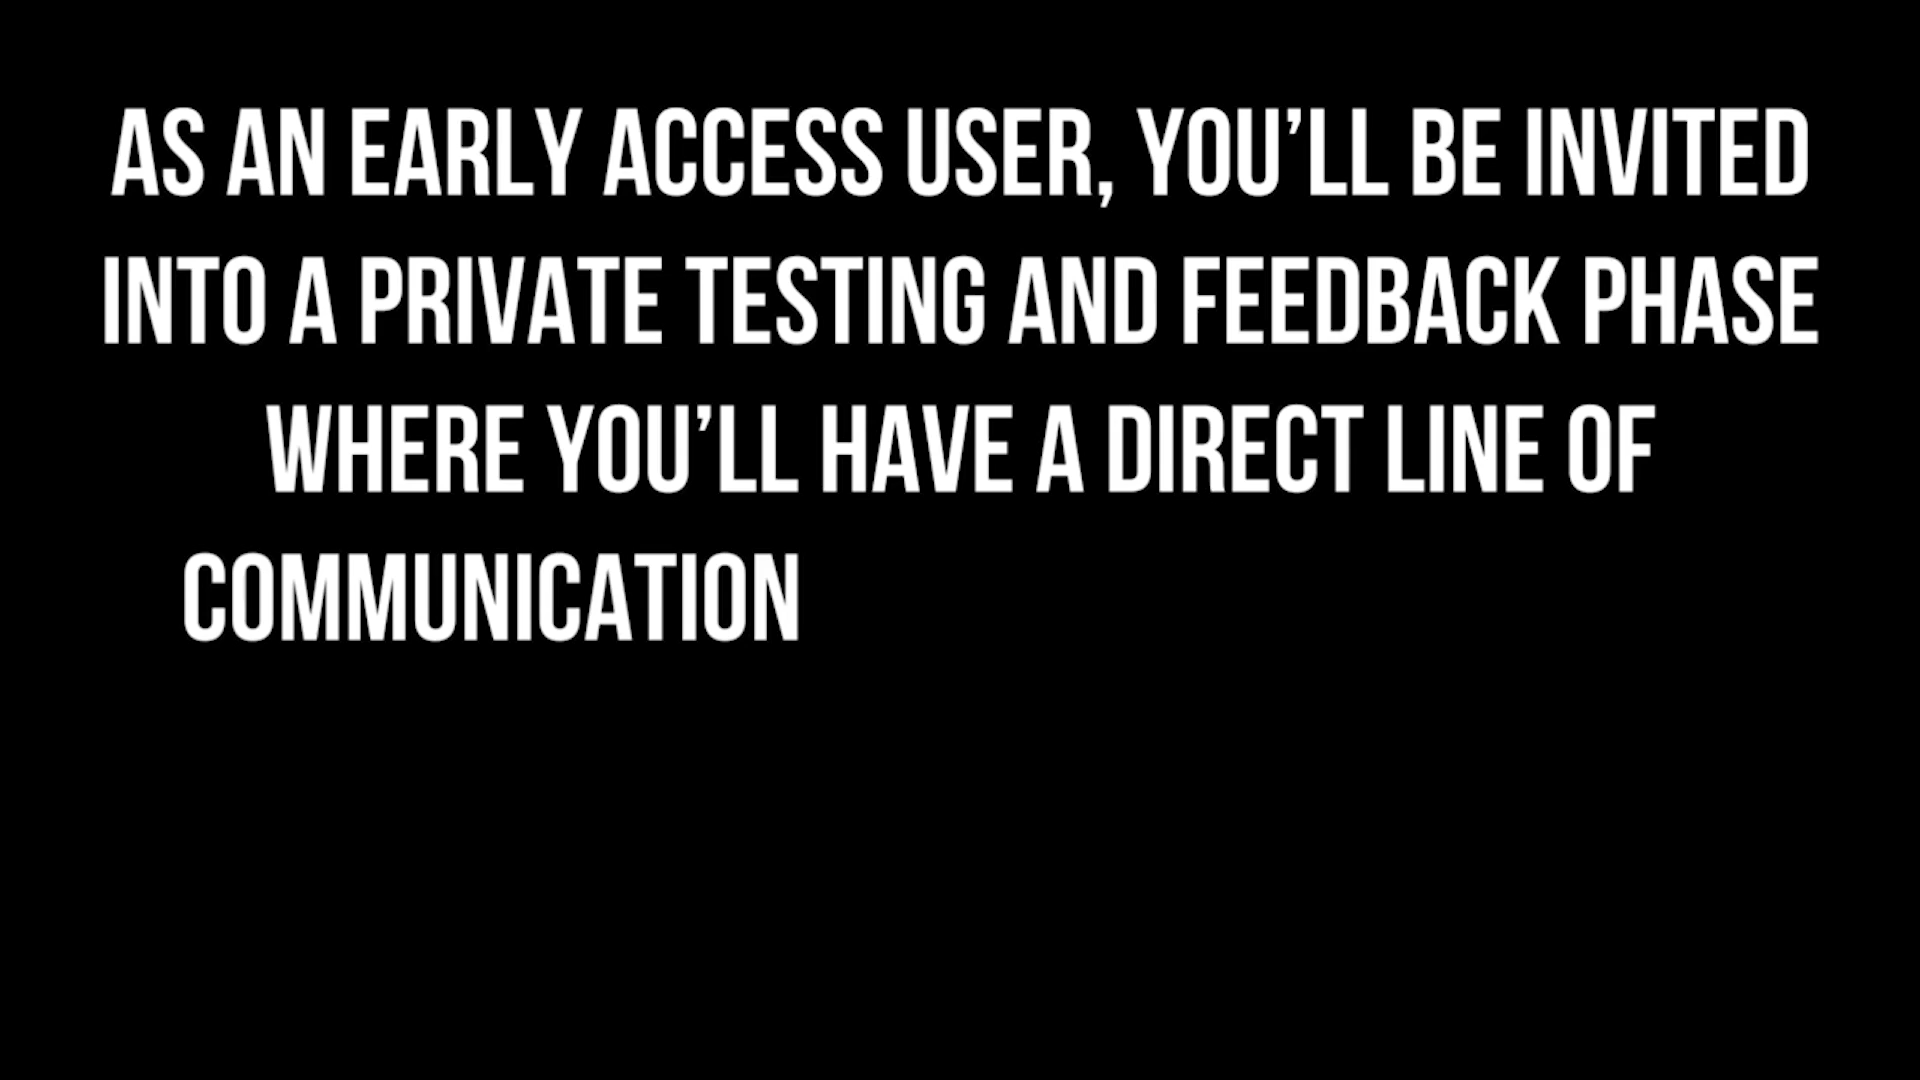 AS AN EARLY ACCESS USER, YOU’LL BE INVITED
INTO A PRIVATE TESTING AND FEEDBACK PHASE
WHERE YOU’LL HAVE A DIRECT LINE OF
COMMUNICATION